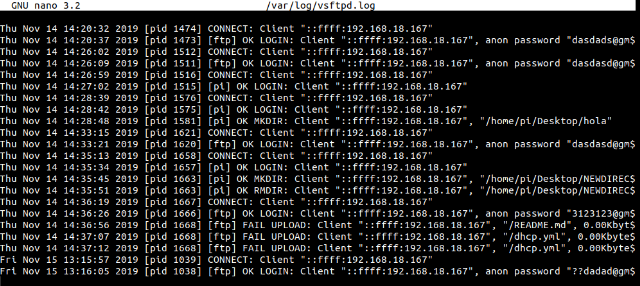 GNU nano 3.2 /var/log/vsftpd.log
Thu Nov 14 14:20:32 2019 [pid 1474] CONNECT: Client "::ffff:192.168.18.167"
Thu Nov 14 14:20:37 2019 [pid 1473] [ftp] OK LOGIN: Client "::ffff:192.168.18.167", anon password "dasdads@gm$
Thu Nov 14 14:26:02 2019 [pid 1512] CONNECT: Client "::ffff:192.168.18.167"
Thu Nov 14 14:26:09 2019 [pid 1511] [ftp] OK LOGIN: Client "::ffff:192.168.18.167", anon password "dasdasd@gm$
Thu Nov 14 14:26:59 2019 [pid 1516] CONNECT: Client "::ffff:192.168.18.167"
Thu Nov 14 14:27:02 2019 [pid 1515] [pi] OK LOGIN: Client "::ffff:192.168.18.167"
Thu Nov 14 14:28:39 2019 [pid 1576] CONNECT: Client "::ffff:192.168.18.167"
Thu Nov 14 14:28:42 2019 [pid 1575] [pi] OK LOGIN: Client "::ffff:192.168.18.167"
Thu Nov 14 14:28:48 2019 [pid 1581] [pi] OK MKDIR: Client "::ffff:192.168.18.167", "/home/pi/Desktop/hola"
Thu Nov 14 14:33:15 2019 [pid 1621] CONNECT: Client "::ffff:192.168.18.167"
Thu Nov 14 14:33:21 2019 [pid 1620] [ftp] OK LOGIN: Client "::ffff:192.168.18.167", anon password "dasdasd@gm$
Thu Nov 14 14:35:13 2019 [pid 1658] CONNECT: Client "::ffff:192.168.18.167"
Thu Nov 14 14:35:34 2019 [pid 1657] [pi] OK LOGIN: Client "::ffff:192.168.18.167"
Thu Nov 14 14:35:45 2019 [pid 1663] [pi] OK MKDIR: Client "::ffff:192.168.18.167", "/home/pi/Desktop/NEWDIREC$
Thu Nov 14 14:35:51 2019 [pid 1663] [pi] OK RMDIR: Client "::ffff:192.168.18.167", "/home/pi/Desktop/NEWDIREC$
Thu Nov 14 14:36:19 2019 [pid 1667] CONNECT: Client "::ffff:192.168.18.167"
Thu Nov 14 14:36:26 2019 [pid 1666] [ftp] OK LOGIN: Client "::ffff:192.168.18.167", anon password "3123123@gm$
Thu Nov 14 14:36:56 2019 [pid 1668] [ftp] FAIL UPLOAD: Client "::ffff:192.168.18.167", "/README.md", 0.00Kbyt$
Thu Nov 14 14:37:07 2019 [pid 1668] [ftp] FAIL UPLOAD: Client "::ffff:192.168.18.167", "/dhcp.yml", 0.00Kbyte$
Thu Nov 14 14:37:12 2019 [pid 1668] [ftp] FAIL UPLOAD: Client "::ffff:192.168.18.167", "/dhcp.yml", 0.00Kbyte$
Fri Nov 15 13:15:57 2019 [pid 1039] CONNECT: Client "::ffff:192.168.18.167"
Fri Nov 15 13:16:05 2019 [pid 1038] [ftp] OK LOGIN: Client "::ffff:192.168.18.167", anon password "??dadad@gm$